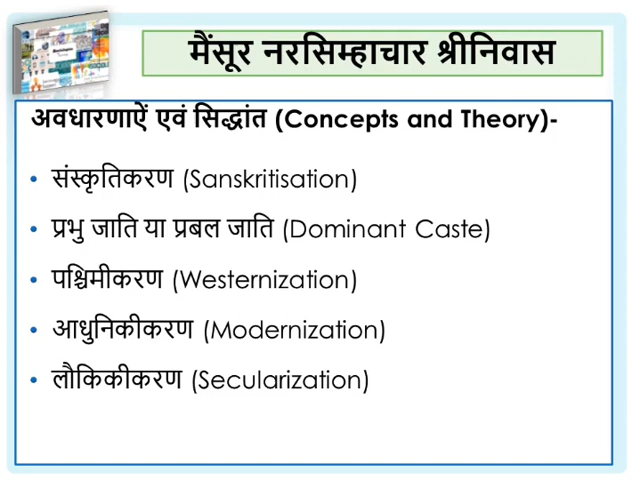 मैंसूर नरसिम्हाचार श्रीनिवास
अवधारणाऐं एवं सिद्धांत (Concepts and Theory)-
• संस्कृतिकरण (Sanskritisation)
• प्रभु जाति या प्रबल जाति (Dominant Caste)
• पश्चिमीकरण (Westernization)
• आधुनिकीकरण (Modernization)
• लौकिकीकरण (Secularization)